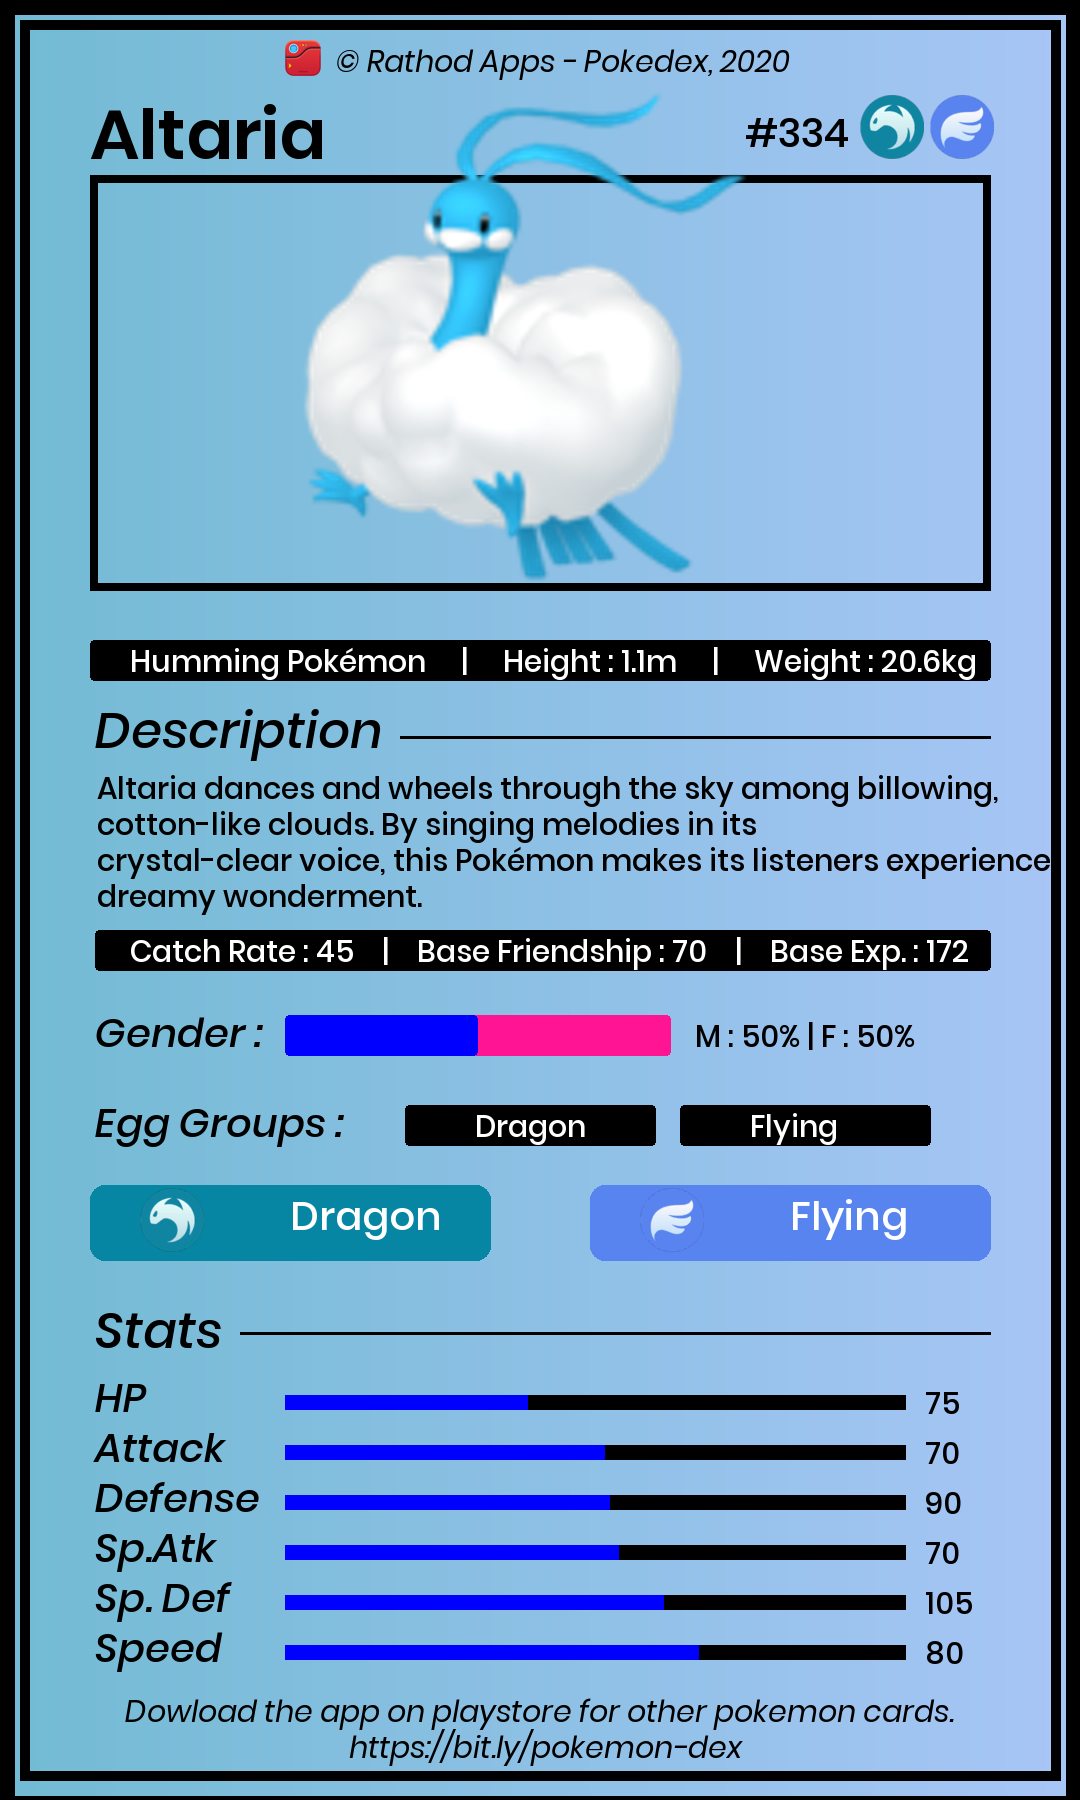 © Rathod Apps - Pokedex, 2020
Altaria
#334
Humming Pokémon | Height : 1.1m | Weight : 20.6kg
Description
Altaria dances and wheels through the sky among billowing,
cotton-like clouds. By singing melodies in its
crystal-clear voice, this Pokémon makes its listeners experience
dreamy wonderment.
Catch Rate : 45 | Base Friendship : 70 | Base Exp. : 172
Gender : M : 50% | F : 50%
Egg Groups : Dragon Flying
Dragon Flying
Stats
HP 75
Attack 70
Defense 90
Sp.Atk 70
Sp. Def 105
Speed 80
Dowload the app on playstore for other pokemon cards.
https://bit.ly/pokemon-dex